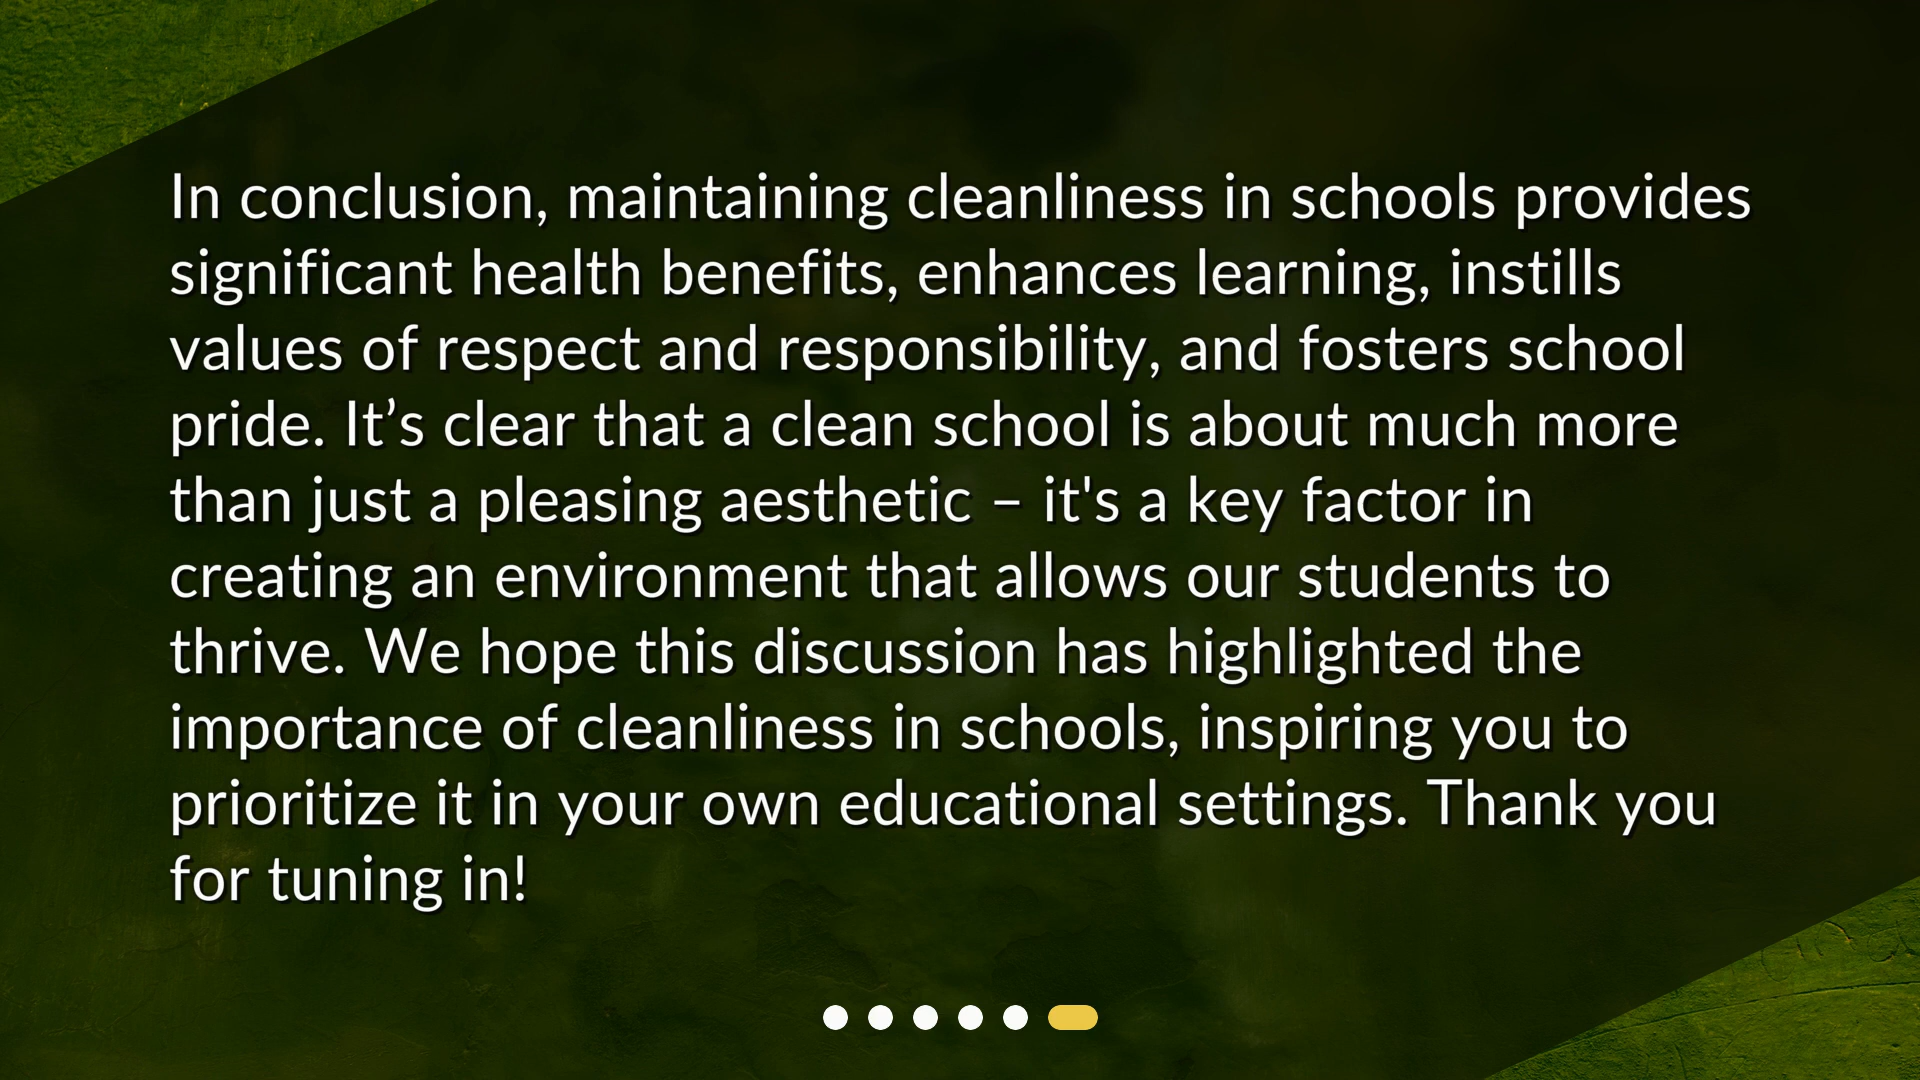 In conclusion, maintaining cleanliness in schools provides
significant health benefits, enhances learning, instills
values of respect and responsibility, and fosters school
pride. It’s clear that a clean school is about much more
than just a pleasing aesthetic – it's a key factor in
creating an environment that allows our students to
thrive. We hope this discussion has highlighted the
importance of cleanliness in schools, inspiring you to
prioritize it in your own educational settings. Thank you
for tuning in!